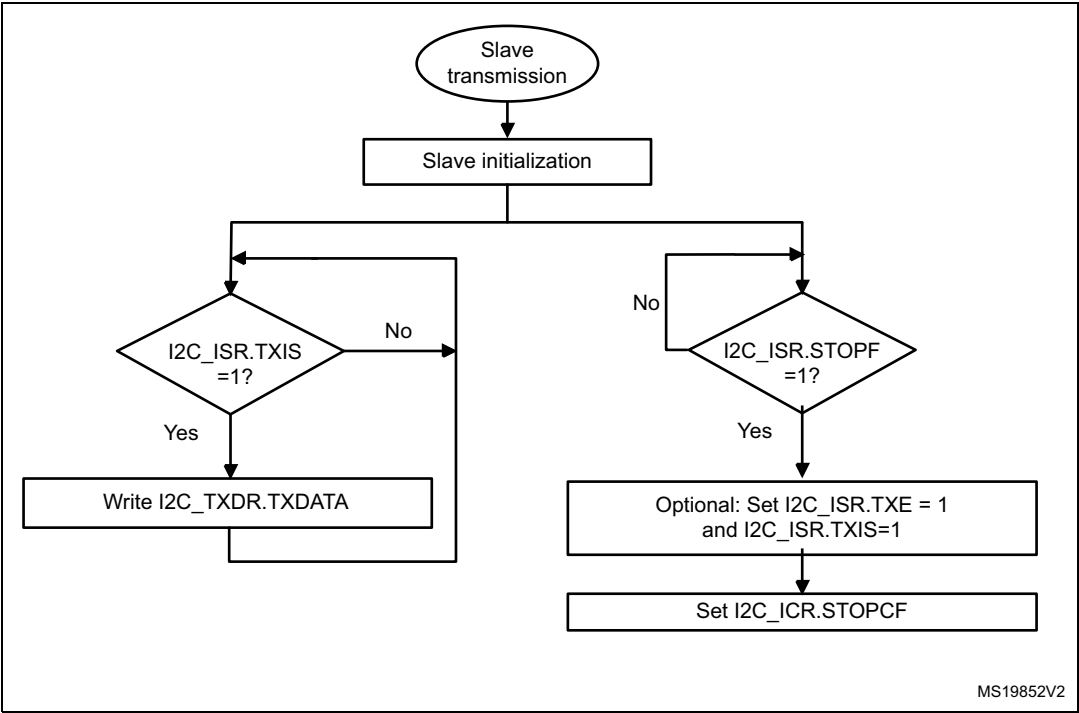 Slave
transmission
Slave initialization
No
I2C_ISR.TXIS
=1?
Yes
Write I2C_TXDR.TXDATA
No
I2C_ISR.STOPF
=1?
Yes
Optional: Set I2C_ISR.TXE = 1
and I2C_ISR.TXIS=1
Set I2C_ICR.STOPCF
MS19852V2